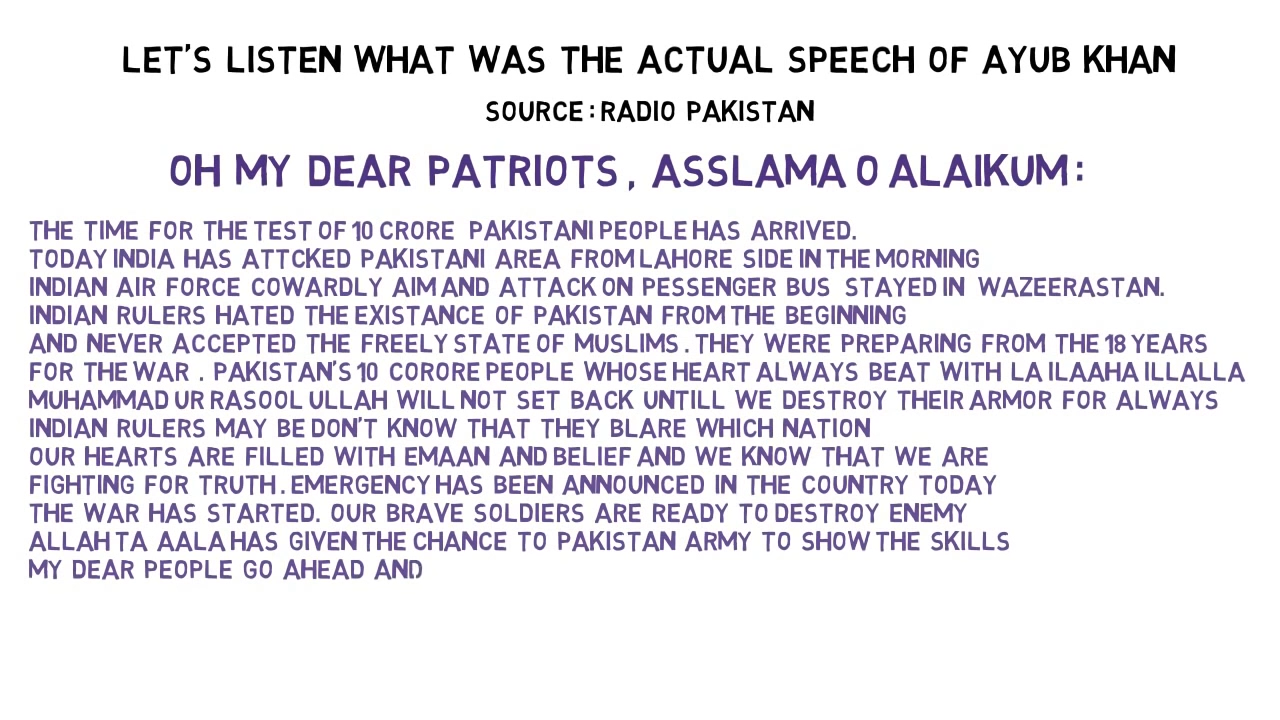 LET'S LISTEN WHAT WAS THE ACTUAL SPEECH OF AYUB KHAN
SOURCE : RADIO PAKISTAN
OH MY DEAR PATRIOTS , ASSLAMA O ALAIKUM :
THE TIME FOR THE TEST OF 10 CRORE PAKISTANI PEOPLE HAS ARRIVED.
TODAY INDIA HAS ATTCKED PAKISTANI AREA FROM LAHORE SIDE IN THE MORNING
INDIAN AIR FORCE COWARDLY AIM AND ATTACK ON PESSENGER BUS STAYED IN WAZEERASTAN.
INDIAN RULERS HATED THE EXISTANCE OF PAKISTAN FROM THE BEGINNING
AND NEVER ACCEPTED THE FREELY STATE OF MUSLIMS . THEY WERE PREPARING FROM THE 18 YEARS
FOR THE WAR . PAKISTAN'S 10 CORORE PEOPLE WHOSE HEART ALWAYS BEAT WITH LA ILAAHA ILLALLA
MUHAMMAD UR RASOOL ULLAH WILL NOT SET BACK UNTILL WE DESTROY THEIR ARMOR FOR ALWAYS
INDIAN RULERS MAY BE DON'T KNOW THAT THEY BLARE WHICH NATION
OUR HEARTS ARE FILLED WITH EMAAN AND BELIEF AND WE KNOW THAT WE ARE
FIGHTING FOR TRUTH . EMERGENCY HAS BEEN ANNOUNCED IN THE COUNTRY TODAY
THE WAR HAS STARTED. OUR BRAVE SOLDIERS ARE READY TO DESTROY ENEMY
ALLAH TA AALA HAS GIVEN THE CHANCE TO PAKISTAN ARMY TO SHOW THE SKILLS
MY DEAR PEOPLE GO AHEAD AND